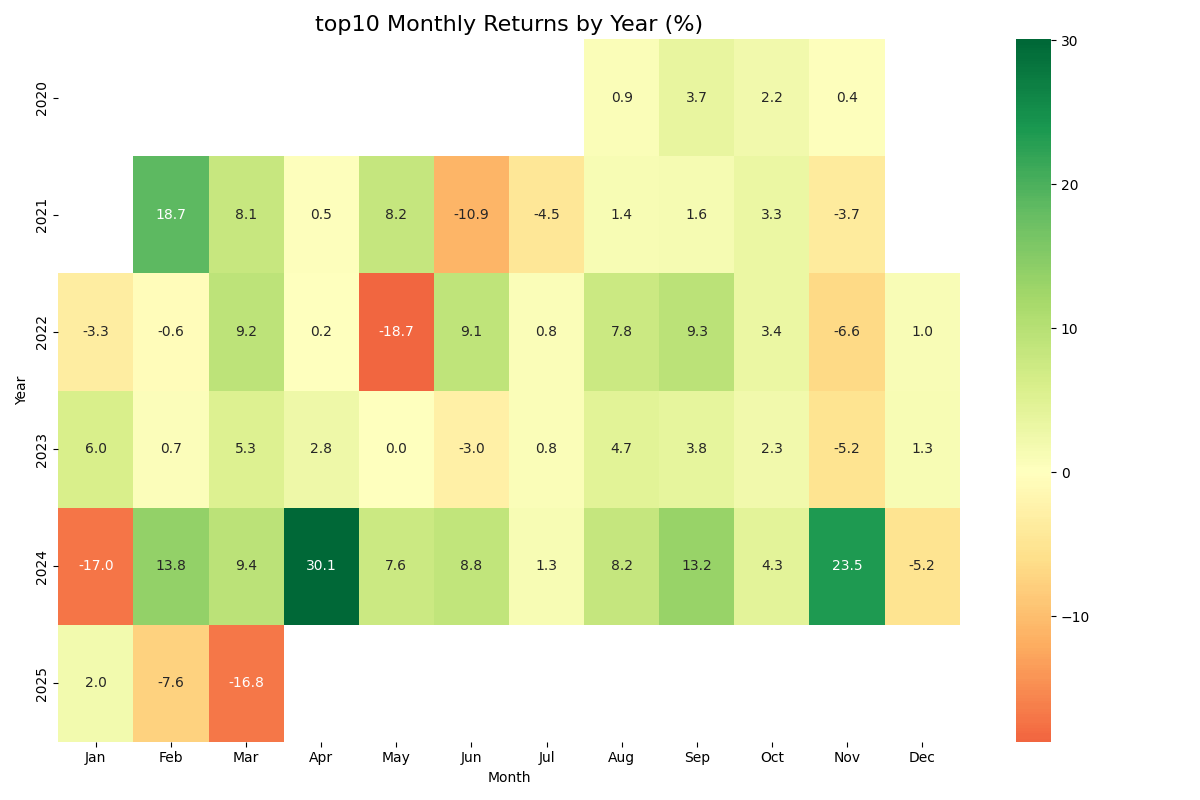 top10 Monthly Returns by Year (%)
30
2020 0.9 3.7 2.2 0.4
20
2021 18.7 8.1 0.5 8.2 -10.9 -4.5 1.4 1.6 3.3 -3.7
2022 -3.3 -0.6 9.2 0.2 -18.7 9.1 0.8 7.8 9.3 3.4 -6.6 1.0
10
Year
2023 6.0 0.7 5.3 2.8 0.0 -3.0 0.8 4.7 3.8 2.3 -5.2 1.3
0
2024 -17.0 13.8 9.4 30.1 7.6 8.8 1.3 8.2 13.2 4.3 23.5 -5.2
−10
2025 2.0 -7.6 -16.8
Jan Feb Mar Apr May Jun Jul Aug Sep Oct Nov Dec
Month